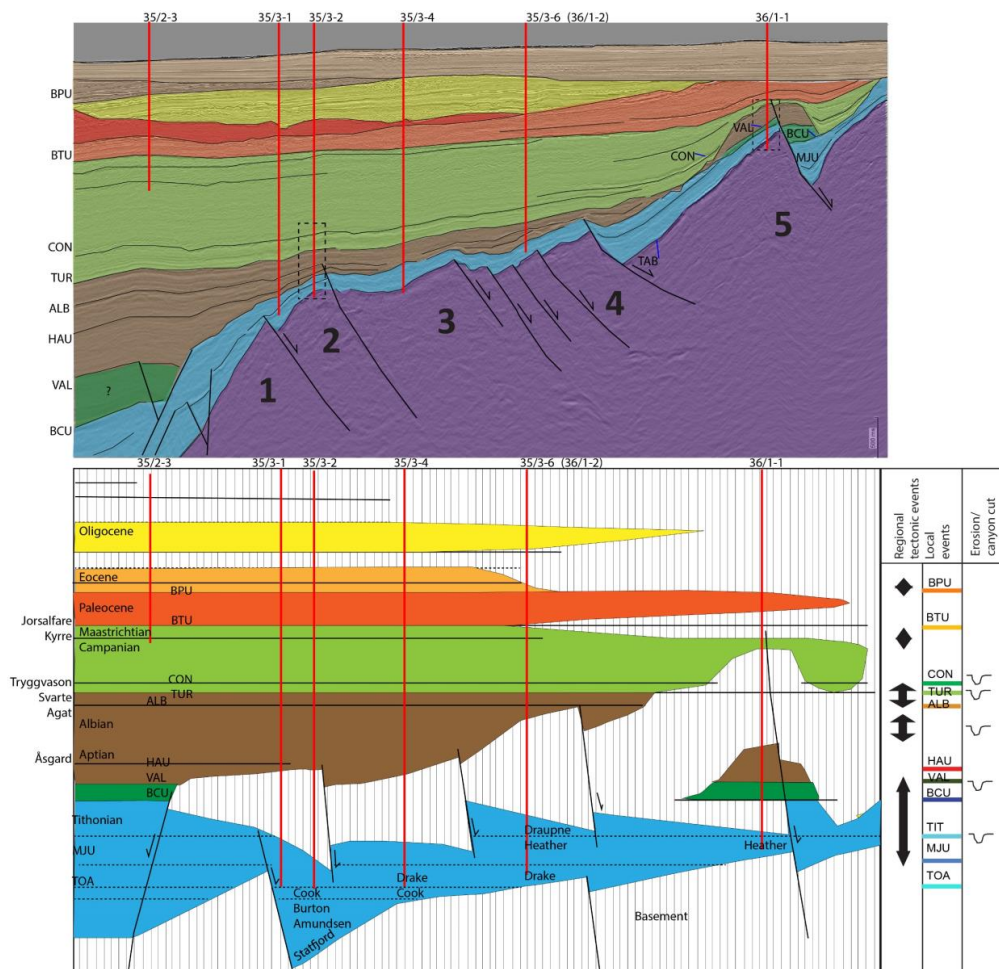 35/2-3 35/3-1 35/3-2 35/3-4 35/3-6 (36/1-2) 36/1-1
BPU
BTU
VAL
BCU
CON
MJU
CON
TUR
TAB
ALB
HAU
VAL
BCU
?
1
2
3
4
5
35/2-3 35/3-1 35/3-2 35/3-4 35/3-6 (36/1-2) 36/1-1
Regional
tectonic events
Local
events
Erosion/
canyon cut
Oligocene
Eocene
BPU
BPU
Paleocene
Jorsalfare
BTU
BTU
Kyrre
Maastrichtian
Campanian
Tryggvason
CON
CON
Svarte
TUR
TUR
ALB
ALB
Agat
Albian
Åsgard
Aptian
HAU
HAU
VAL
VAL
BCU
BCU
Tithonian
TIT
MJU
Draupne
Heather
Heather
MJU
TOA
Drake
Cook
Drake
TOA
Cook
Burton
Amundsen
Statfjord
Basement